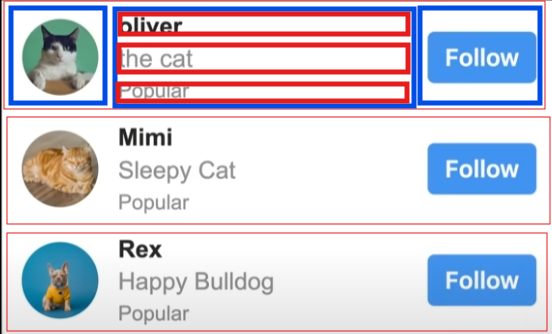 oliver
the cat
Popular
Follow
Mimi
Sleepy Cat
Popular
Follow
Rex
Happy Bulldog
Popular
Follow